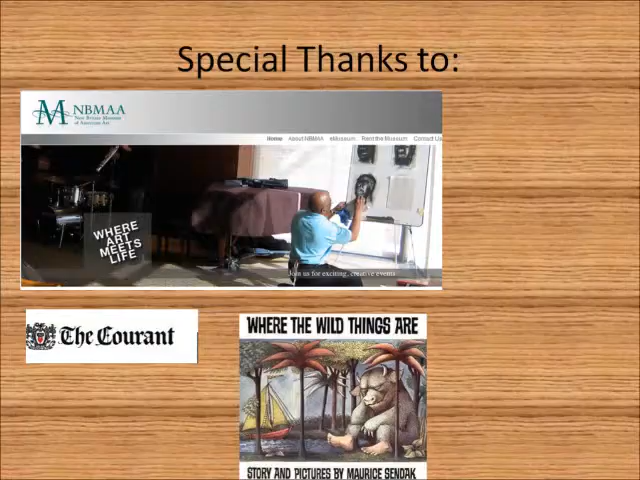 Special Thanks to:
NBMAA
New Britain Museum
of American Art
Home About NBMAA eMuseum Rent the Museum Contact Us
WHERE
ART
MEETS
LIFE
Join us for exciting, creative events
The Courant
WHERE THE WILD THINGS ARE
STORY AND PICTURES BY MAURICE SENDAK